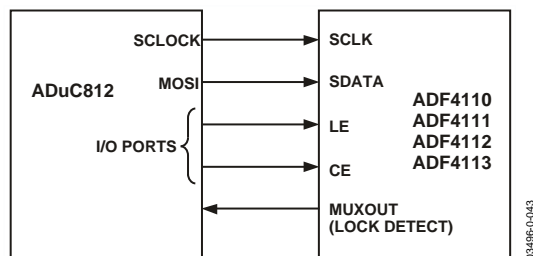 SCLOCK
SCLK
MOSI
SDATA
ADuC812
ADF4110
ADF4111
ADF4112
ADF4113
LE
I/O PORTS
CE
MUXOUT
(LOCK DETECT)
03496-0-043